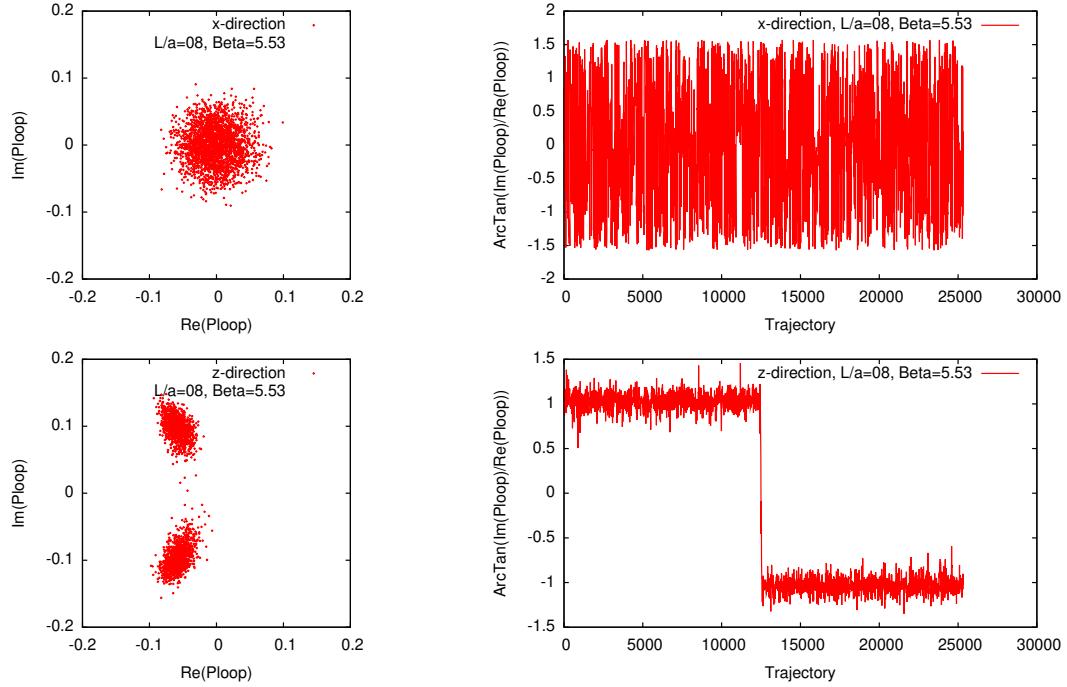 x-direction
L/a=08, Beta=5.53
0.2
0.1
0
-0.1
-0.2
Im(Ploop)
-0.2 -0.1 0 0.1 0.2
Re(Ploop)
x-direction, L/a=08, Beta=5.53
2
1.5
1
0.5
0
-0.5
-1
-1.5
-2
ArcTan(Im(Ploop)/Re(Ploop))
0 5000 10000 15000 20000 25000 30000
Trajectory
z-direction
L/a=08, Beta=5.53
0.2
0.1
0
-0.1
-0.2
Im(Ploop)
-0.2 -0.1 0 0.1 0.2
Re(Ploop)
z-direction, L/a=08, Beta=5.53
1.5
1
0.5
0
-0.5
-1
-1.5
ArcTan(Im(Ploop)/Re(Ploop))
0 5000 10000 15000 20000 25000 30000
Trajectory